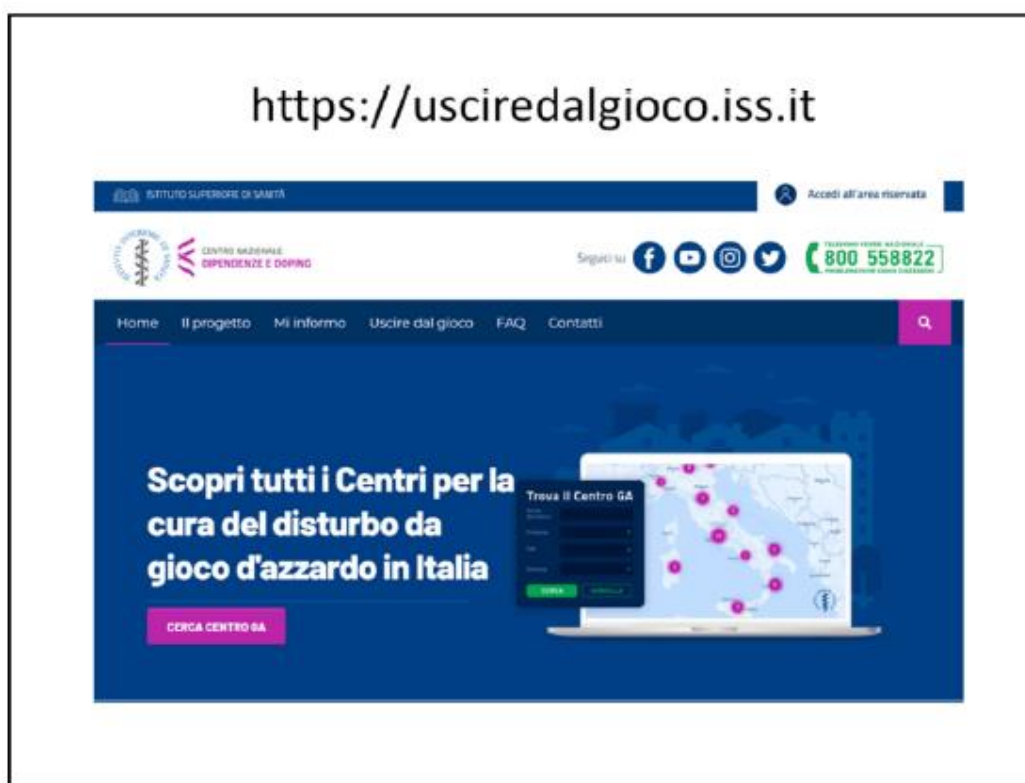 https://usciredalgioco.iss.it
ISTITUTO SUPERIORE DI SANITÀ
Accedi all'area riservata
CENTRO NAZIONALE
DIPENDENZE E DOPING
Seguici su
800 558822
Home Il progetto Mi informo Uscire dal gioco FAQ Contatti
Scopri tutti i Centri per la
cura del disturbo da
gioco d'azzardo in Italia
CERCA CENTRO GA
Trova il Centro GA